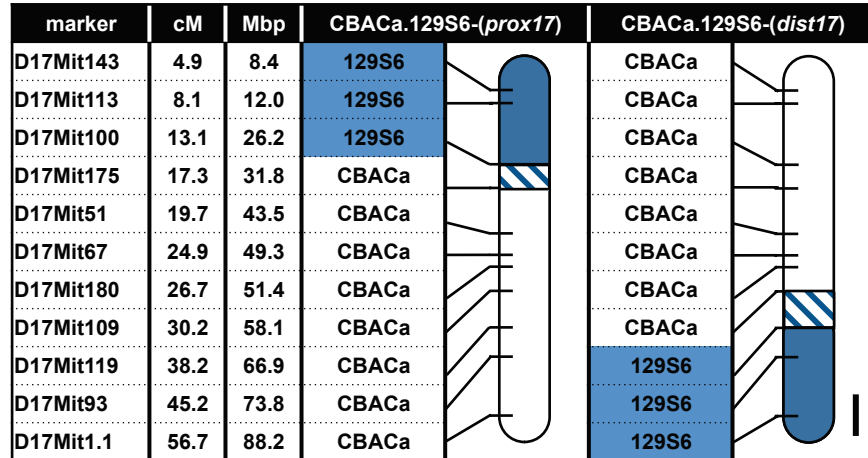 marker cM Mbp CBACa.129S6-(prox17) CBACa.129S6-(dist17)
D17Mit143 4.9 8.4 129S6 CBACa
D17Mit113 8.1 12.0 129S6 CBACa
D17Mit100 13.1 26.2 129S6 CBACa
D17Mit175 17.3 31.8 CBACa CBACa
D17Mit51 19.7 43.5 CBACa CBACa
D17Mit67 24.9 49.3 CBACa CBACa
D17Mit180 26.7 51.4 CBACa CBACa
D17Mit109 30.2 58.1 CBACa CBACa
D17Mit119 38.2 66.9 CBACa 129S6
D17Mit93 45.2 73.8 CBACa 129S6
D17Mit1.1 56.7 88.2 CBACa 129S6